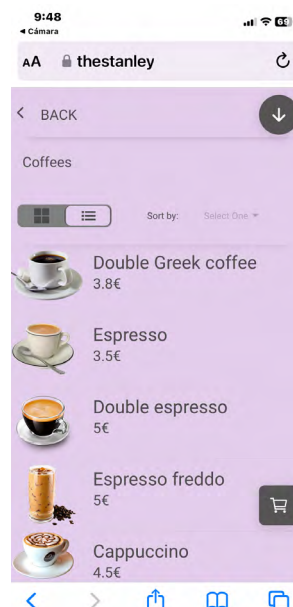 9:48
◀ Cámara
AA thestanley
BACK
Coffees
Sort by: Select One
Double Greek coffee
3.8€
Espresso
3.5€
Double espresso
5€
Espresso freddo
5€
Cappuccino
4.5€